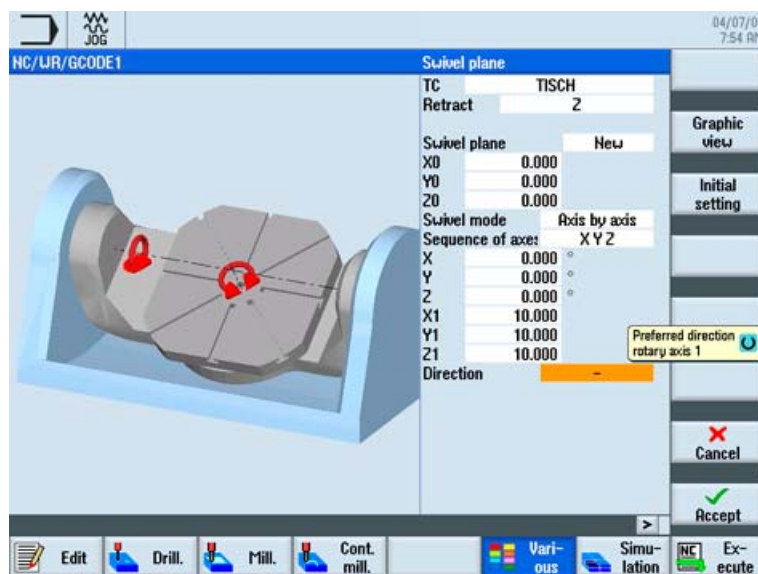 04/07/0
7:54 AM
JOG
NC/WR/GCODE1
Swivel plane
TC TISCH
Retract Z
Graphic view
Swivel plane New
X0 0.000
Y0 0.000
Z0 0.000
Initial setting
Swivel mode Axis by axis
Sequence of axes X Y Z
X 0.000 °
Y 0.000 °
Z 0.000 °
X1 10.000
Y1 10.000
Z1 10.000
Preferred direction
rotary axis 1
Direction -
Cancel
Accept
>
Edit
Drill.
Mill.
Cont.
mill.
Vari-
ous
Simu-
lation
NC
Ex-
ecute